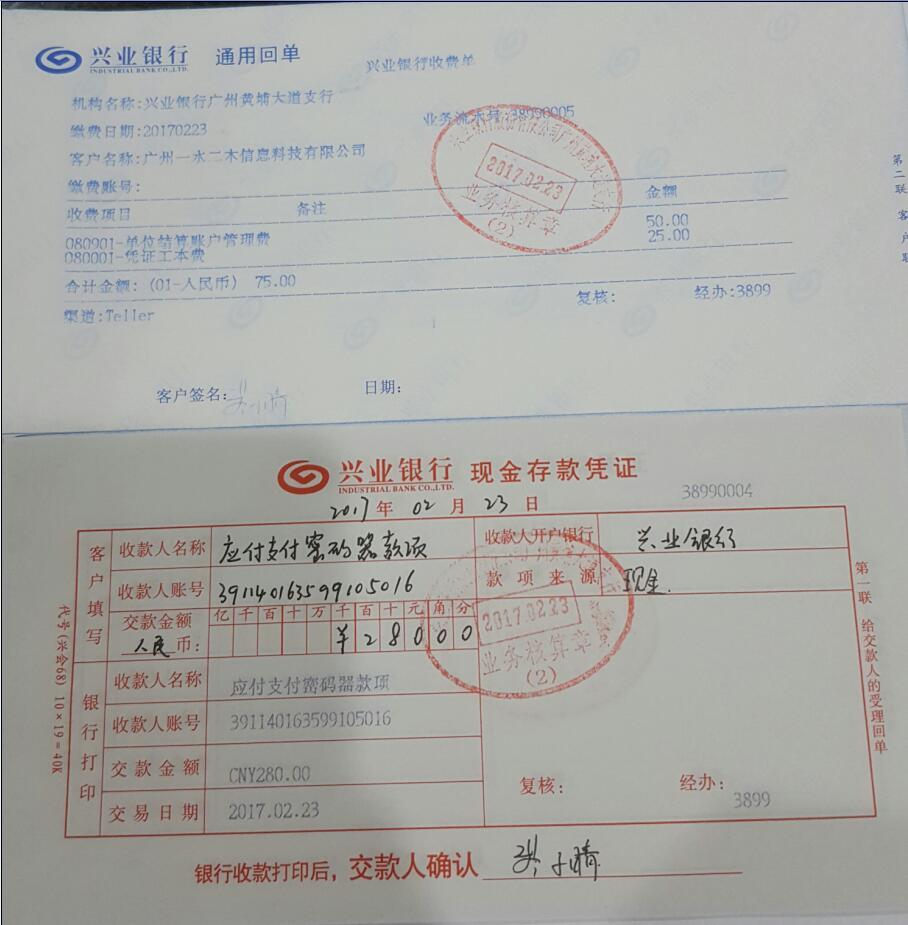 兴业银行 通用回单 兴业银行收费单
INDUSTRIAL BANK CO.,LTD.
机构名称:兴业银行广州黄埔大道支行
业务流水号:38990005
缴费日期:20170223
客户名称:广州一水二木信息科技有限公司
缴费账号:
收费项目 备注 金额
080901-单位结算账户管理费 50.00
080001-凭证工本费 25.00
合计金额:(01-人民币) 75.00
复核: 经办:3899
渠道:Teller
2017.02.23
业务核算章
(2)
第二联 客户联
客户签名: 日期:
兴业银行 现金存款凭证
INDUSTRIAL BANK CO.,LTD.
38990004
2017年 02 月 23 日
客户填写
收款人名称 应付支付密码器款项 收款人开户银行 兴业银行
收款人账号 391140163599105016 款项来源 现金.
交款金额 亿千百十万千百十元角分
人民币: ¥28000
2017.02.23
业务核算章
(2)
银行打印
收款人名称 应付支付密码器款项
收款人账号 391140163599105016
交款金额 CNY280.00
交易日期 2017.02.23
复核: 经办: 3899
代号(兴会68) 10×19=40K
第一联 给交款人的受理回单
银行收款打印后,交款人确认